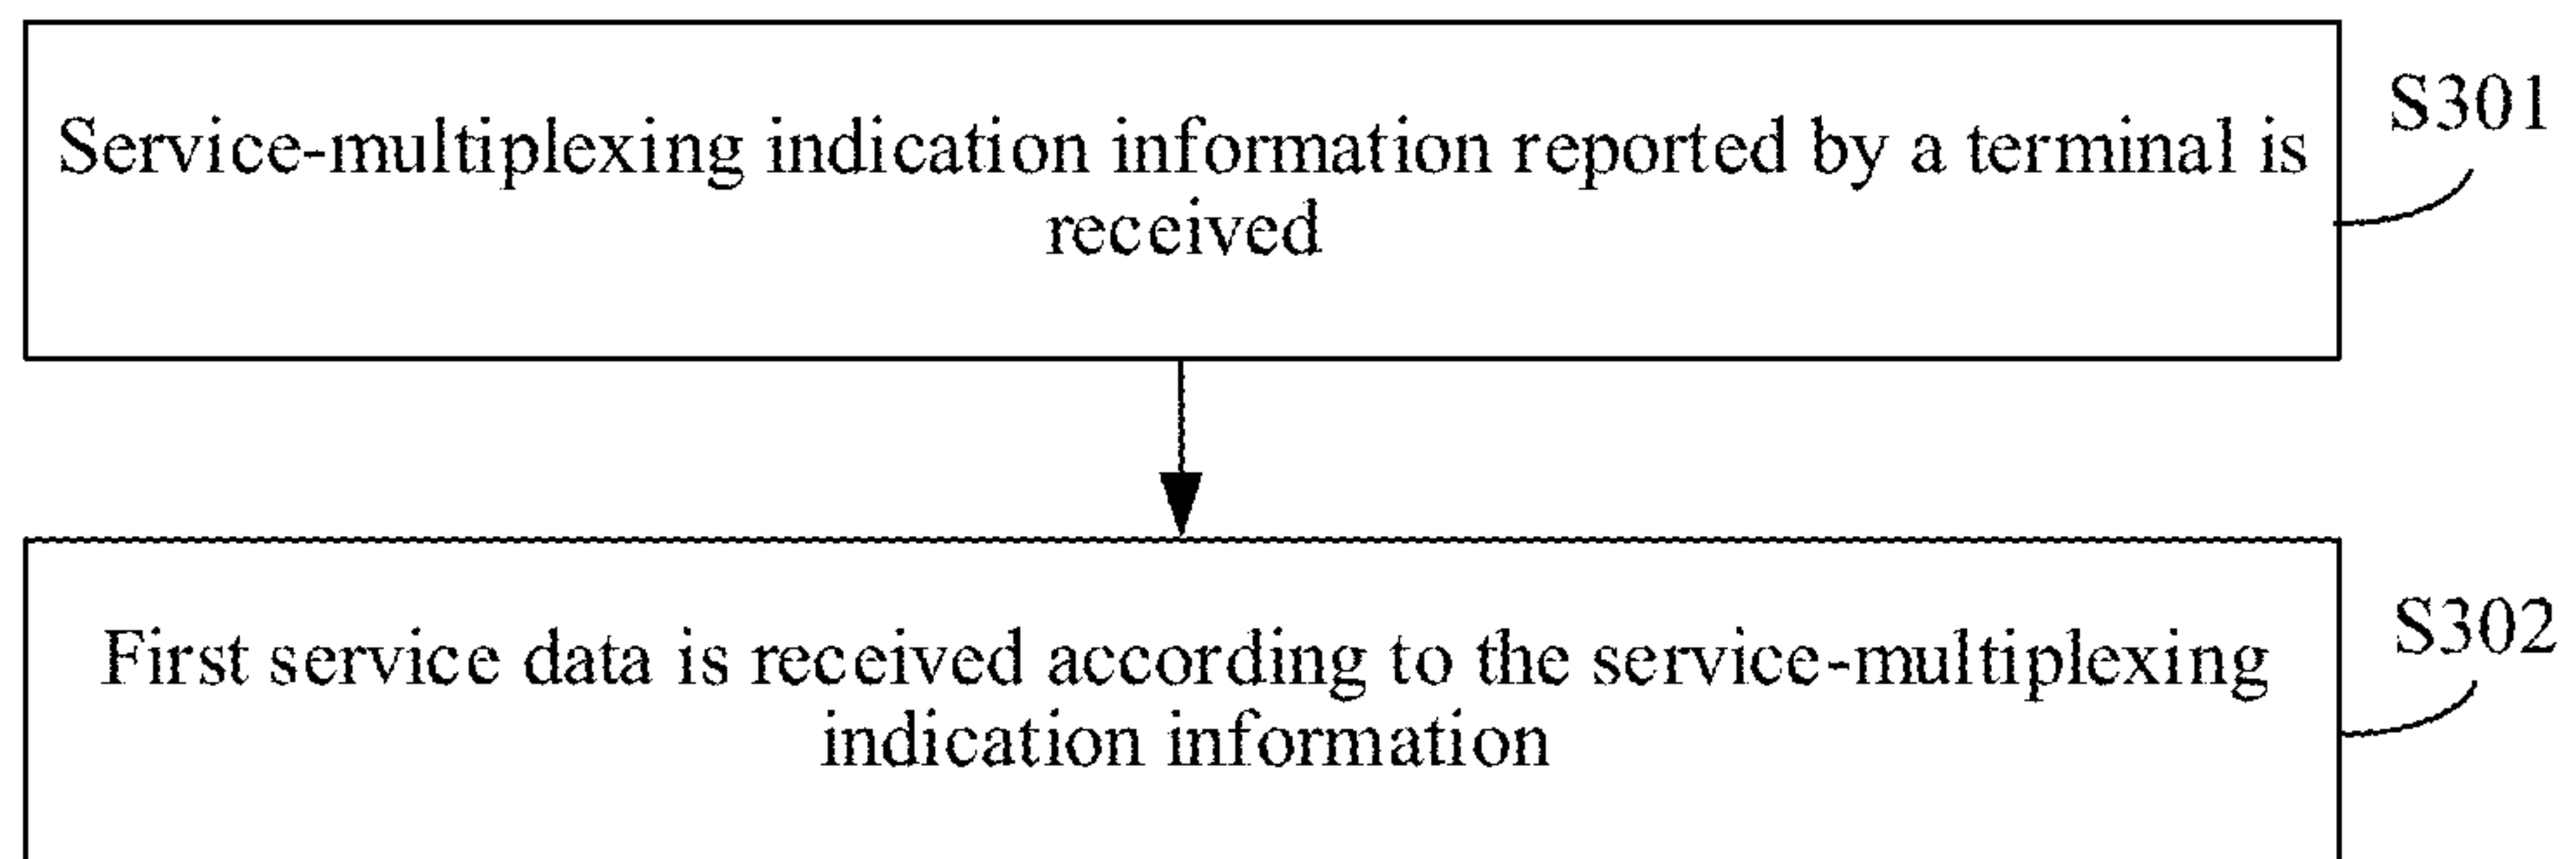 Service-multiplexing indication information reported by a terminal is
received
S301
First service data is received according to the service-multiplexing
indication information
S302